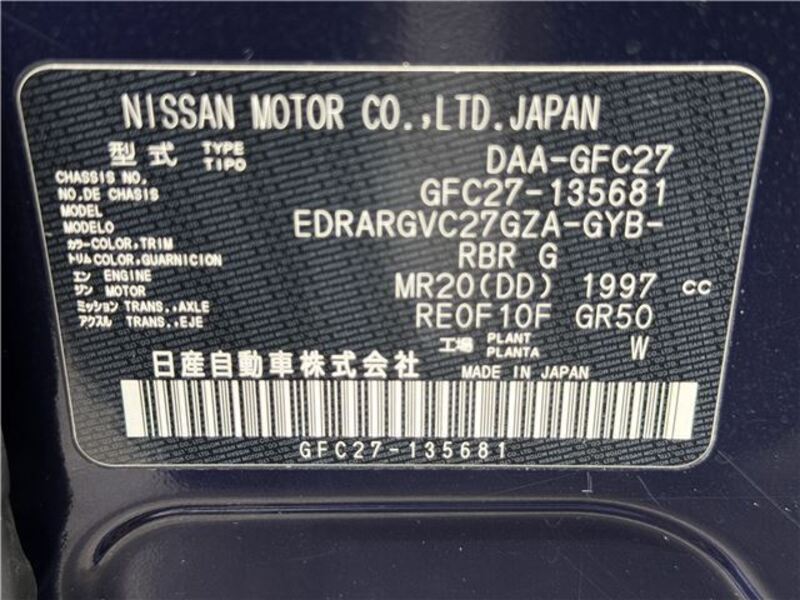 NISSAN MOTOR CO.,LTD.JAPAN
型式 TYPE TIPO DAA-GFC27
CHASSIS NO. NO.DE CHASIS GFC27-135681
MODEL MODELO EDRARGVC27GZA-GYB-
カラー COLOR,TRIM トリム COLOR,GUARNICION RBR G
エン ENGINE ジン MOTOR MR20(DD) 1997 cc
ミッション TRANS.,AXLE アクスル TRANS.,EJE RE0F10F GR50
工場 PLANT PLANTA W
日産自動車株式会社 MADE IN JAPAN
GFC27-135681